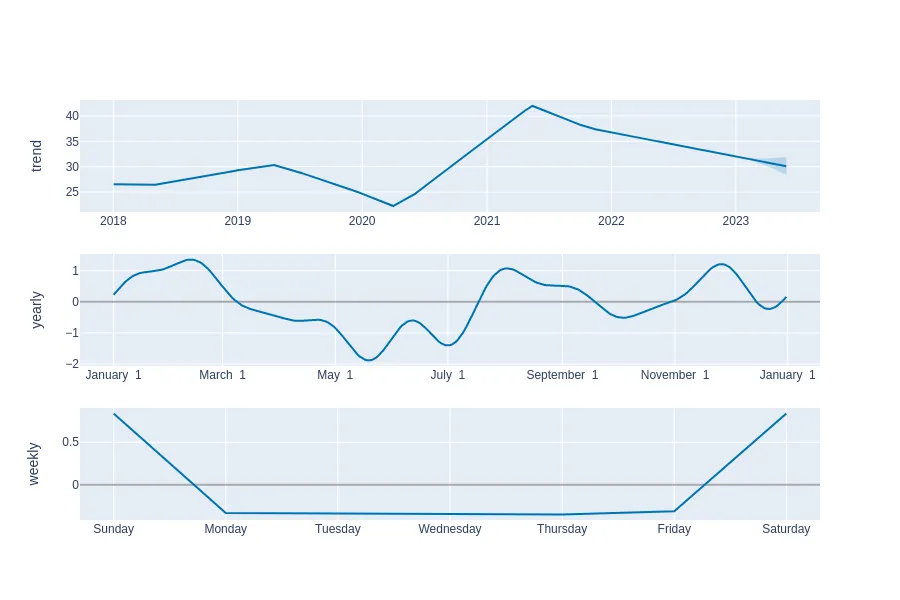 trend
40
35
30
25
2018 2019 2020 2021 2022 2023
yearly
1
0
−1
−2
January 1 March 1 May 1 July 1 September 1 November 1 January 1
weekly
0.5
0
Sunday Monday Tuesday Wednesday Thursday Friday Saturday